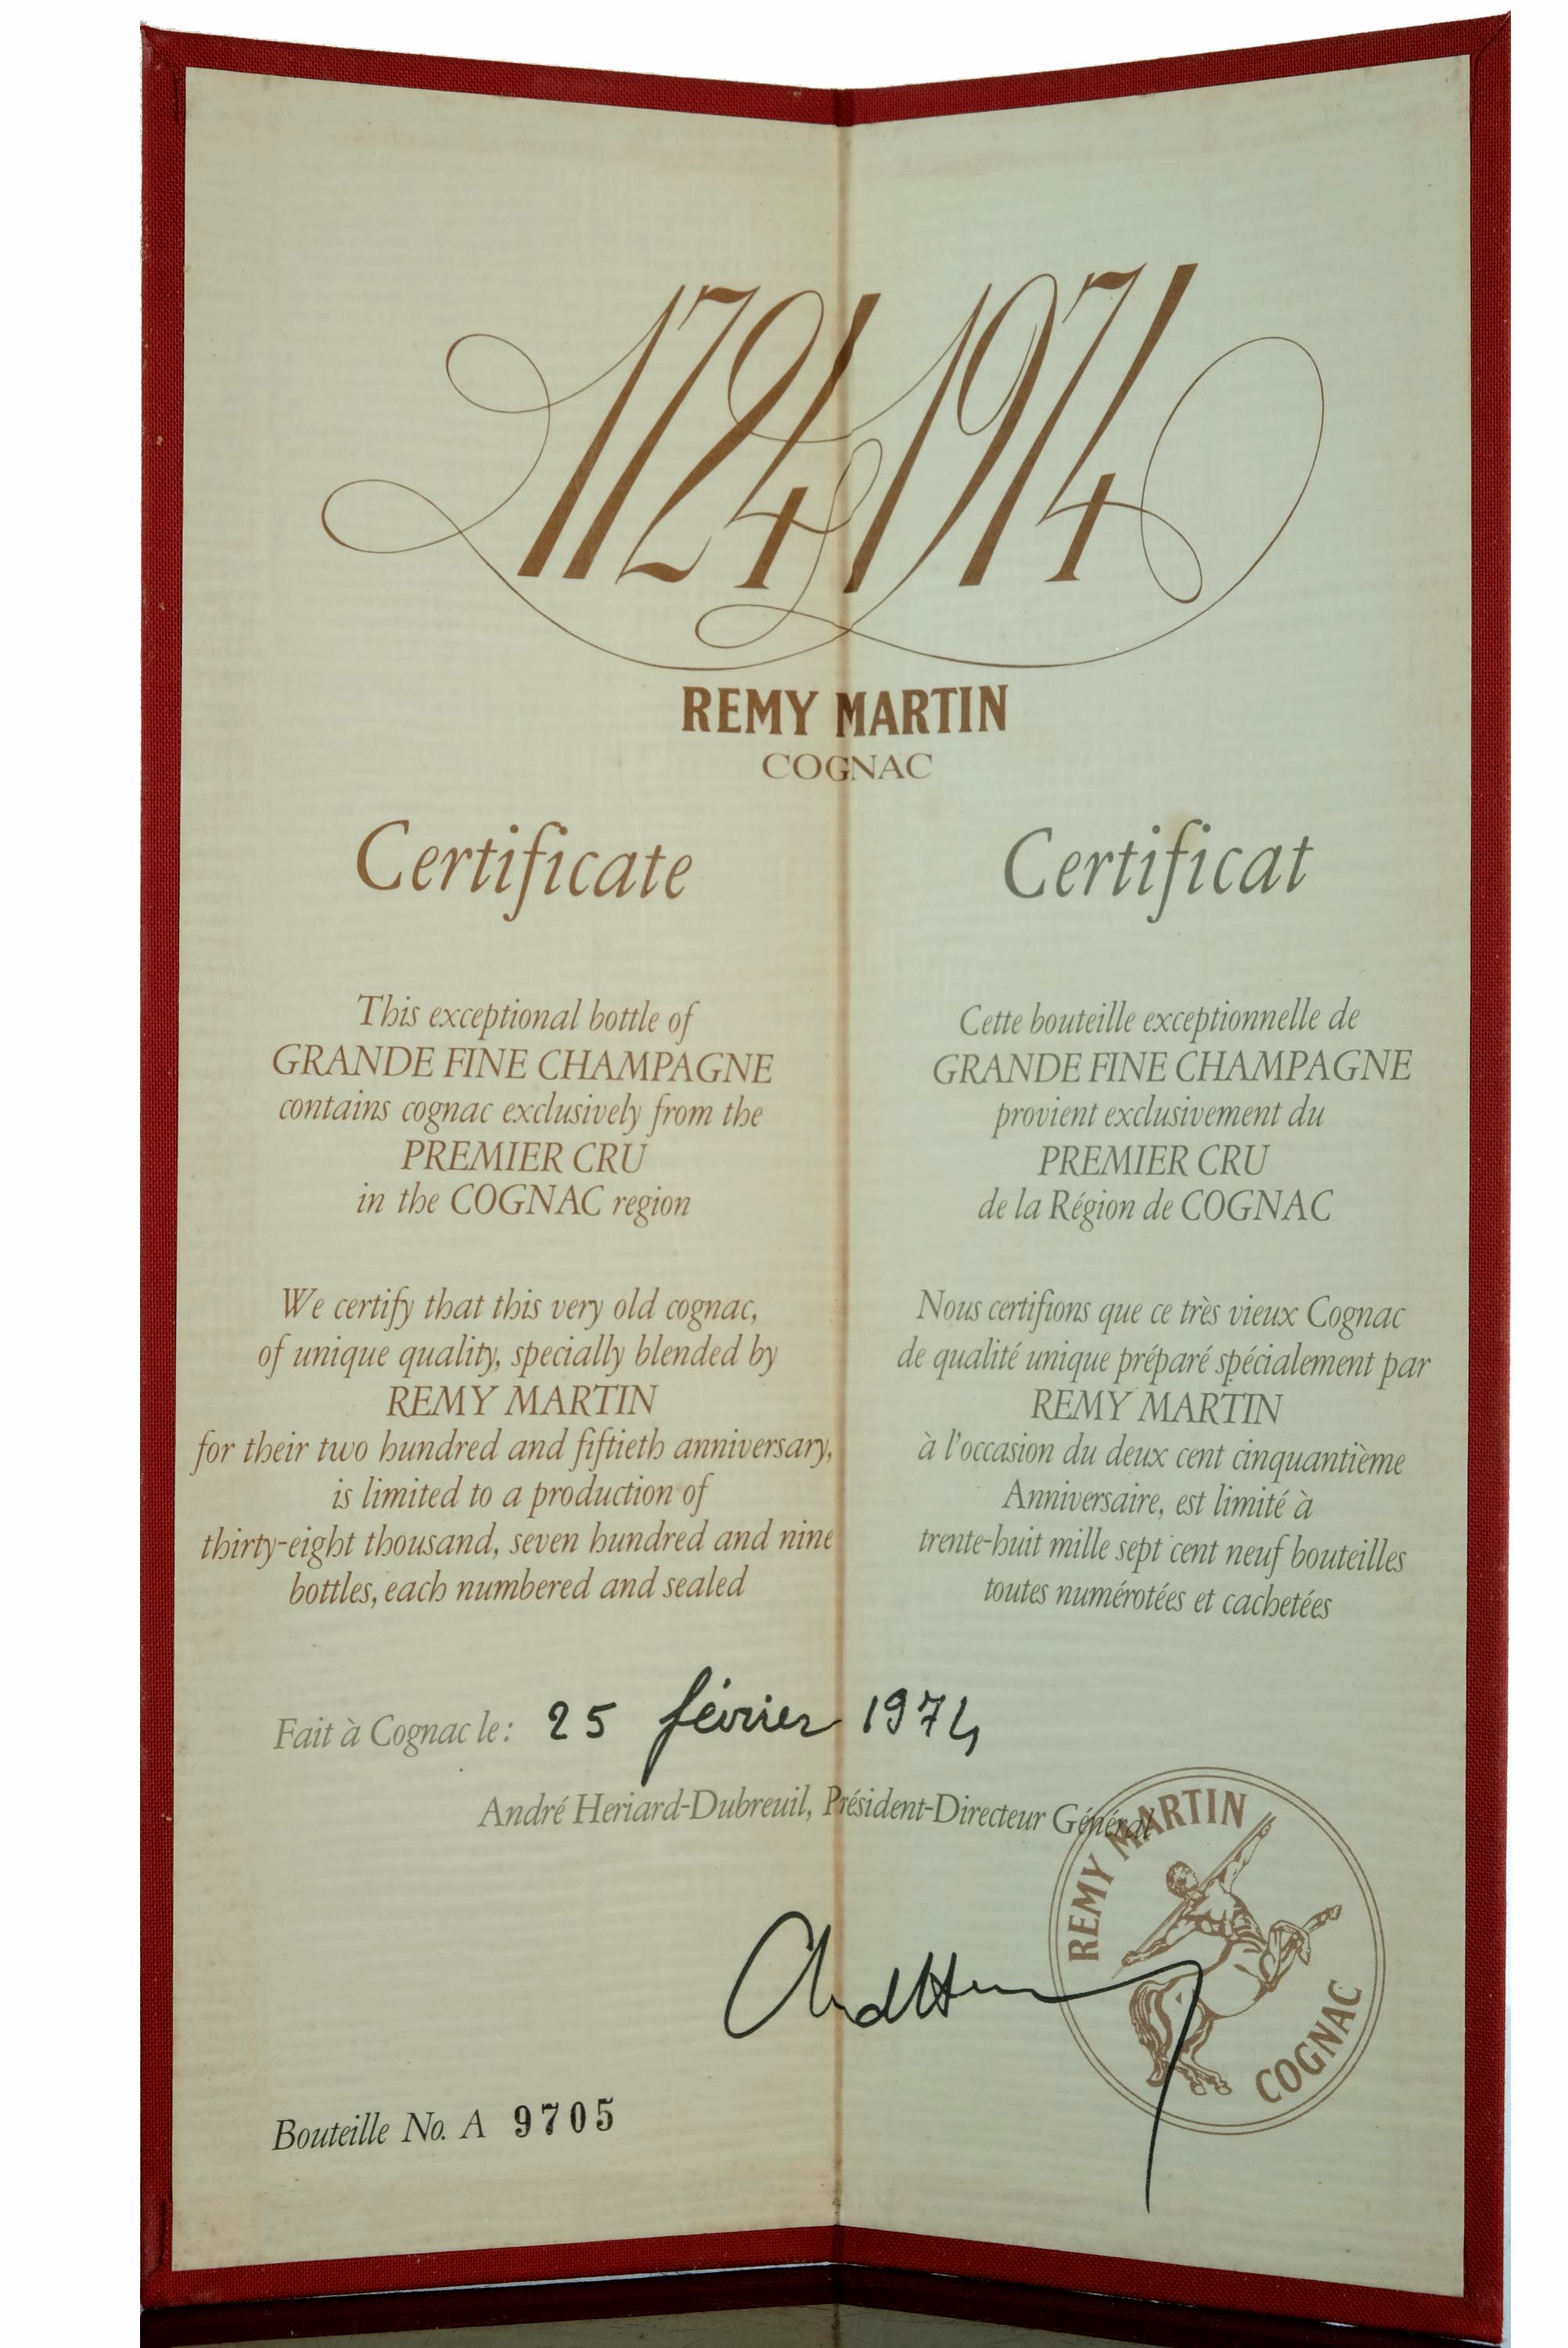 1724 1974
REMY MARTIN
COGNAC
Certificate
This exceptional bottle of
GRANDE FINE CHAMPAGNE
contains cognac exclusively from the
PREMIER CRU
in the COGNAC region
We certify that this very old cognac,
of unique quality, specially blended by
REMY MARTIN
for their two hundred and fiftieth anniversary,
is limited to a production of
thirty-eight thousand, seven hundred and nine
bottles, each numbered and sealed
Certificat
Cette bouteille exceptionnelle de
GRANDE FINE CHAMPAGNE
provient exclusivement du
PREMIER CRU
de la Région de COGNAC
Nous certifions que ce très vieux Cognac
de qualité unique préparé spécialement par
REMY MARTIN
à l'occasion du deux cent cinquantième
Anniversaire, est limité à
trente-huit mille sept cent neuf bouteilles
toutes numérotées et cachetées
Fait à Cognac le: 25 février 1974
André Heriard-Dubreuil, Président-Directeur Général
REMY MARTIN
COGNAC
Bouteille No. A 9705